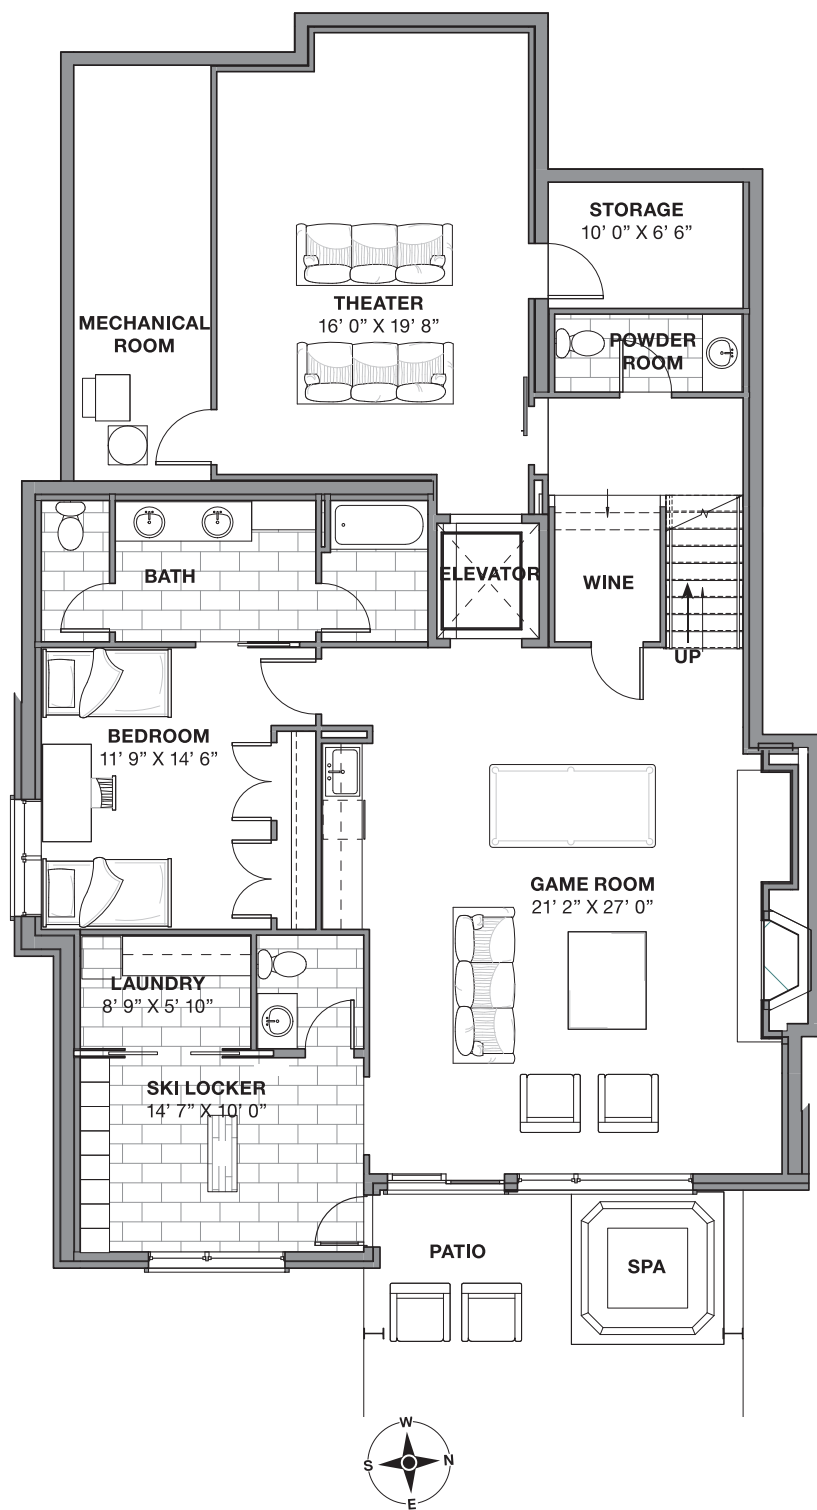 STORAGE
10’ 0” X 6’ 6”
THEATER
16’ 0” X 19’ 8”
MECHANICAL
ROOM
POWDER
ROOM
BATH
ELEVATOR
WINE
UP
BEDROOM
11’ 9” X 14’ 6”
GAME ROOM
21’ 2” X 27’ 0”
LAUNDRY
8’ 9” X 5’ 10”
SKI LOCKER
14’ 7” X 10’ 0”
PATIO
SPA
W
S
N
E